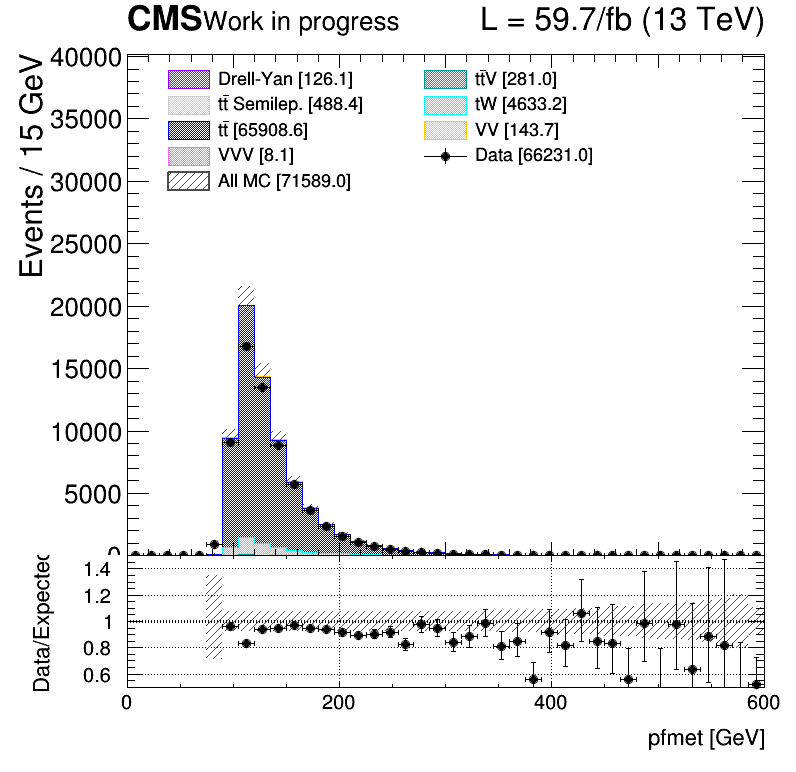 CMS Work in progress L = 59.7/fb (13 TeV)
Events / 15 GeV
40000
35000
30000
25000
20000
15000
10000
5000
0
Drell-Yan [126.1]
tt̄ Semilep. [488.4]
tt̄ [65908.6]
VVV [8.1]
All MC [71589.0]
tt̄V [281.0]
tW [4633.2]
VV [143.7]
Data [66231.0]
Data/Expected
1.4
1.2
1
0.8
0.6
0 200 400 600
pfmet [GeV]